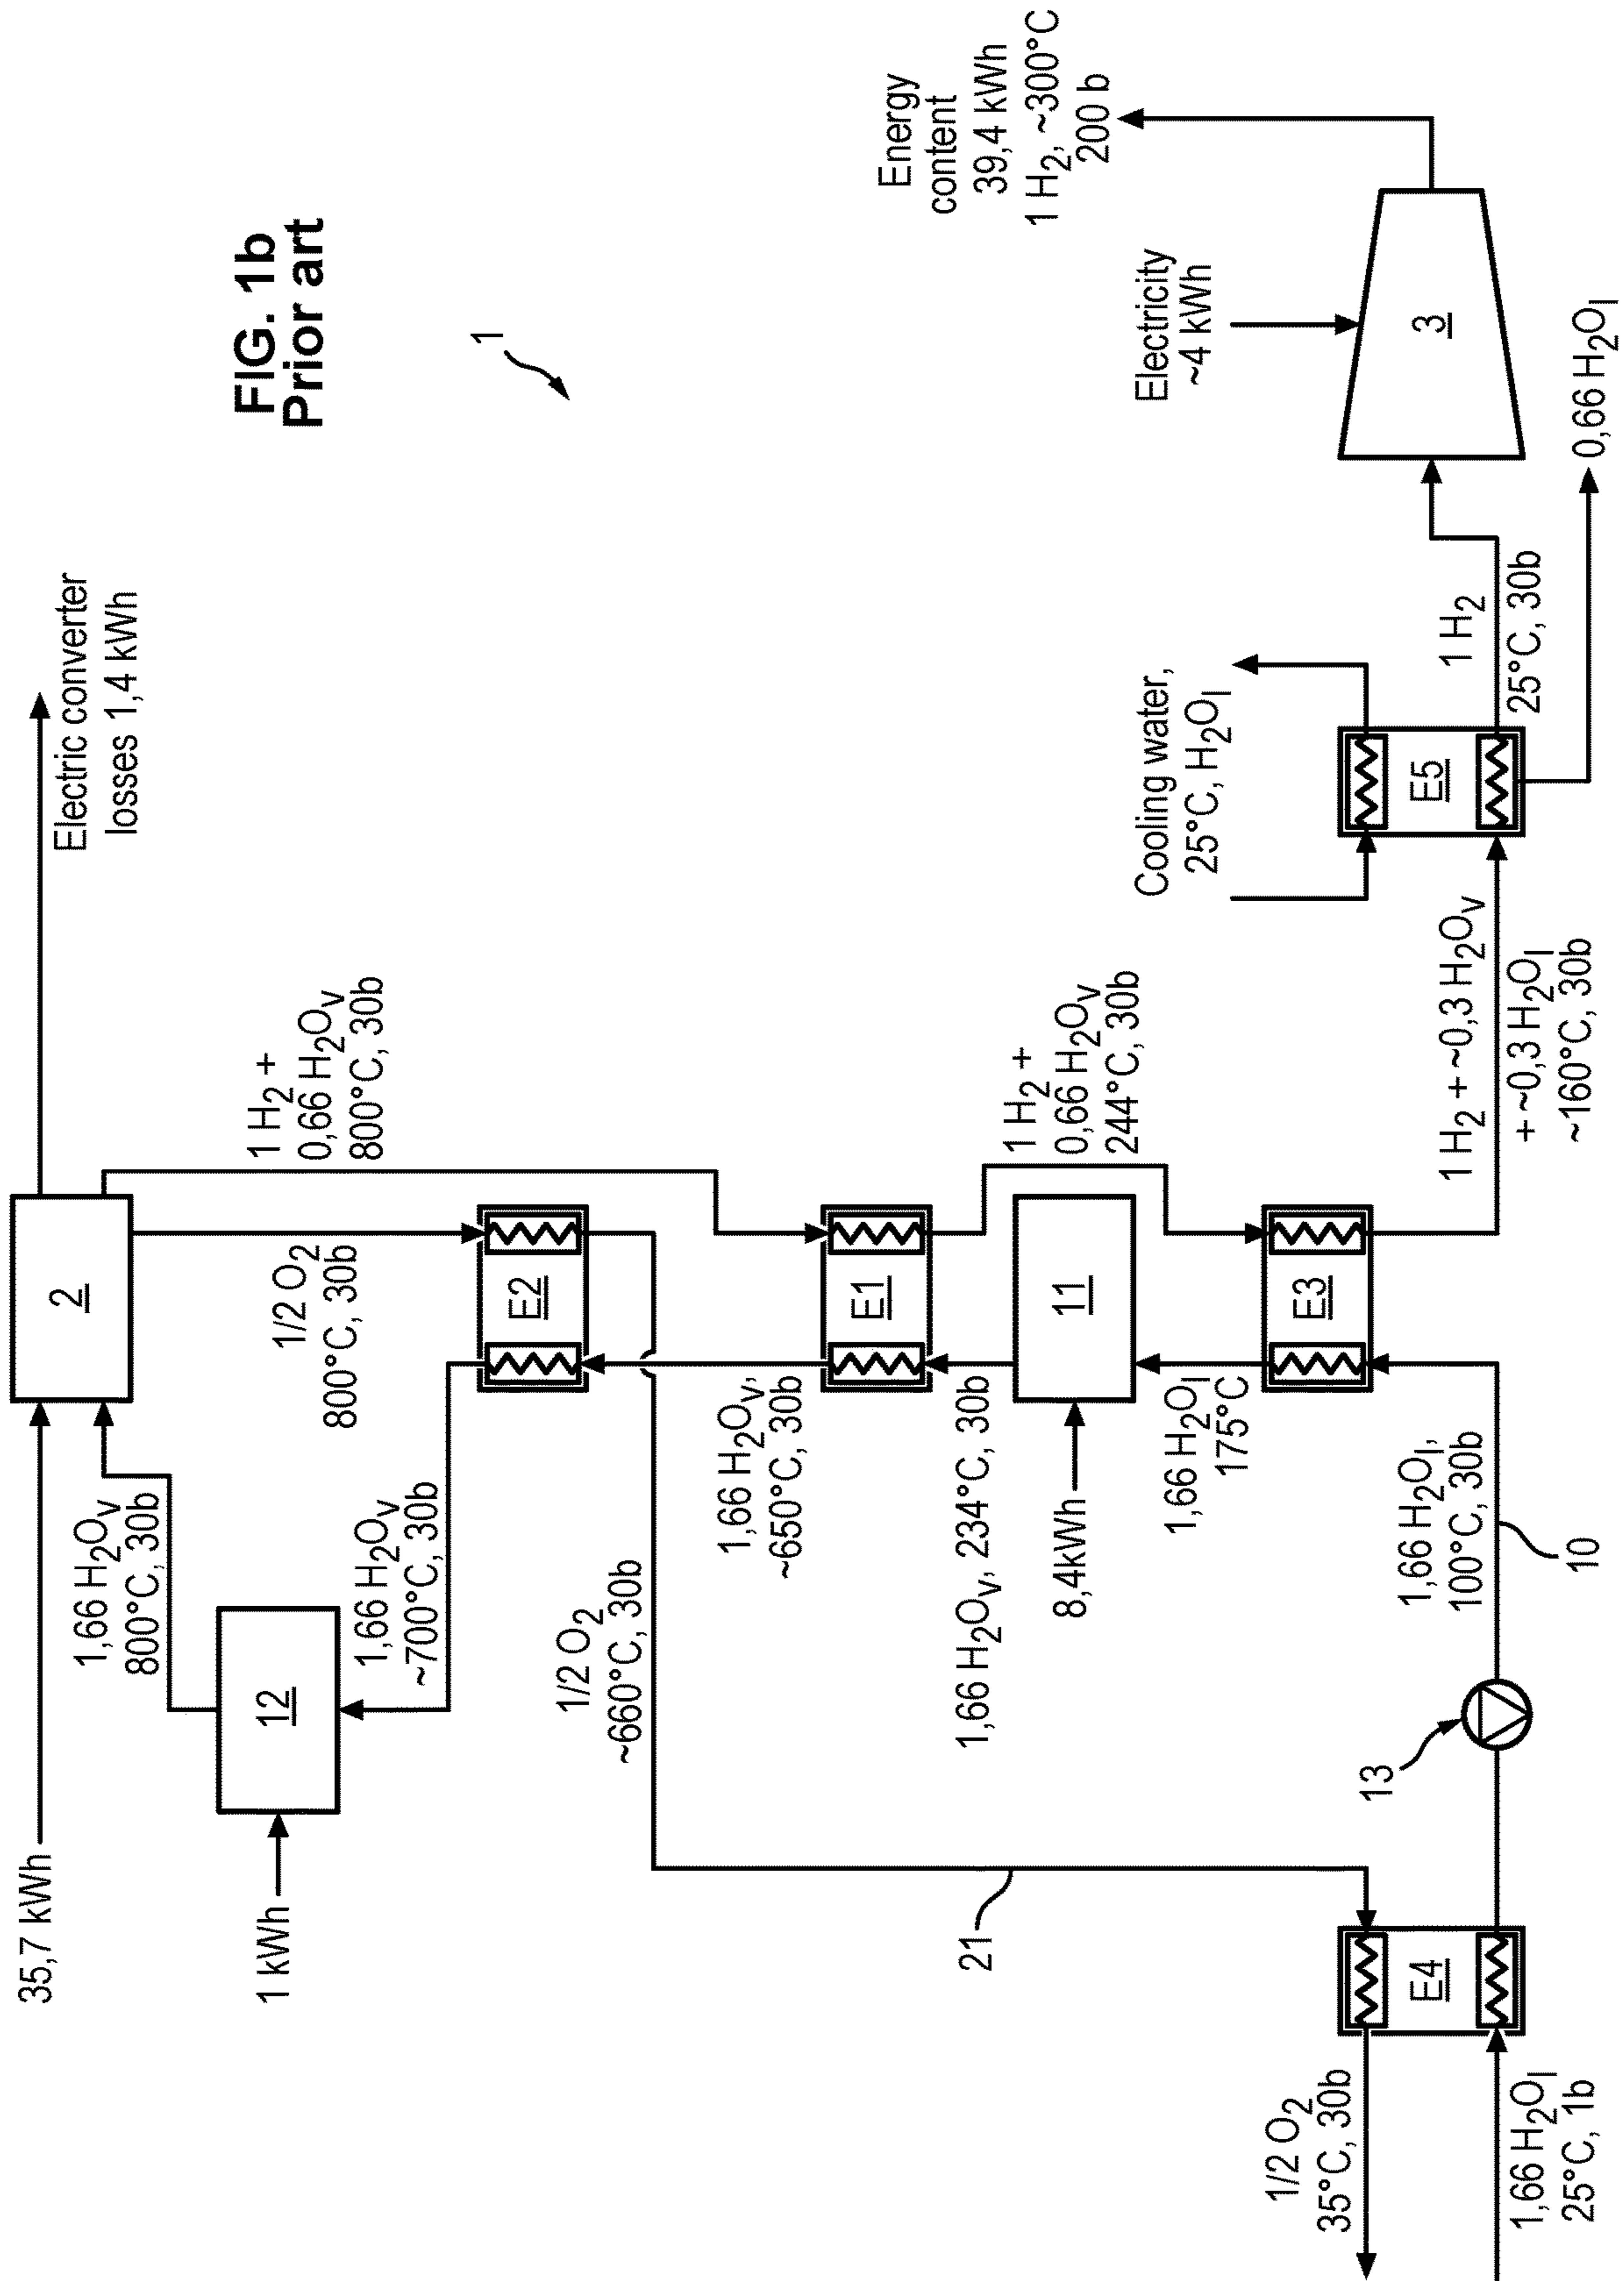 FIG. 1b
Prior art
1
Electric converter
losses 1,4 kWh
35,7 kWh
2
1,66 H₂Oᵥ
800°C, 30b
12
1 kWh
1,66 H₂Oᵥ
~700°C, 30b
1/2 O₂
800°C, 30b
1 H₂ +
0,66 H₂Oᵥ
800°C, 30b
E2
1/2 O₂
~660°C, 30b
1,66 H₂Oᵥ,
~650°C, 30b
E1
1,66 H₂Oᵥ, 234°C, 30b
1 H₂ +
0,66 H₂Oᵥ
244°C, 30b
11
8,4kWh
1,66 H₂Oₗ
175°C
E3
1,66 H₂Oₗ,
100°C, 30b
10
13
21
E4
1/2 O₂
35°C, 30b
1,66 H₂Oₗ
25°C, 1b
1 H₂ + ~0,3 H₂Oᵥ
+ ~0,3 H₂Oₗ
~160°C, 30b
Cooling water,
25°C, H₂Oₗ
E5
1 H₂
25°C, 30b
0,66 H₂Oₗ
Electricity
~4 kWh
3
Energy
content
39,4 kWh
1 H₂, ~300°C
200 b